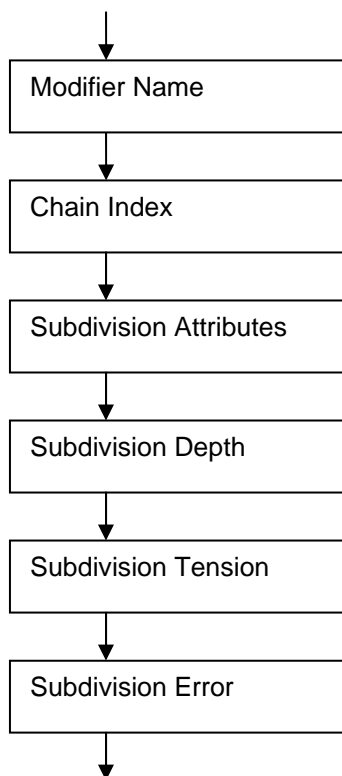 Modifier Name
Chain Index
Subdivision Attributes
Subdivision Depth
Subdivision Tension
Subdivision Error